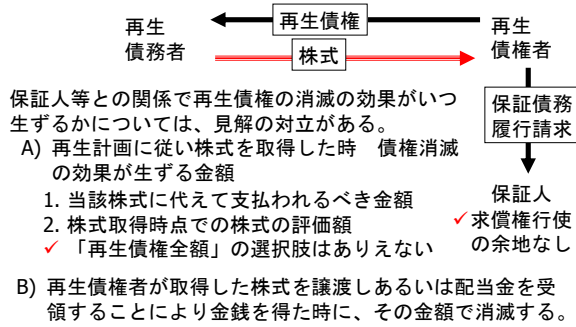 再生債権
再生
債務者
株式
再生
債権者
保証人等との関係で再生債権の消滅の効果がいつ
生ずるかについては、見解の対立がある。
保証債務
履行請求
A) 再生計画に従い株式を取得した時　債権消滅
の効果が生ずる金額
1. 当該株式に代えて支払われるべき金額
2. 株式取得時点での株式の評価額
✓ 「再生債権全額」の選択肢はありえない
保証人
✓求償権行使
の余地なし
B) 再生債権者が取得した株式を譲渡しあるいは配当金を受
領することにより金銭を得た時に、その金額で消滅する。